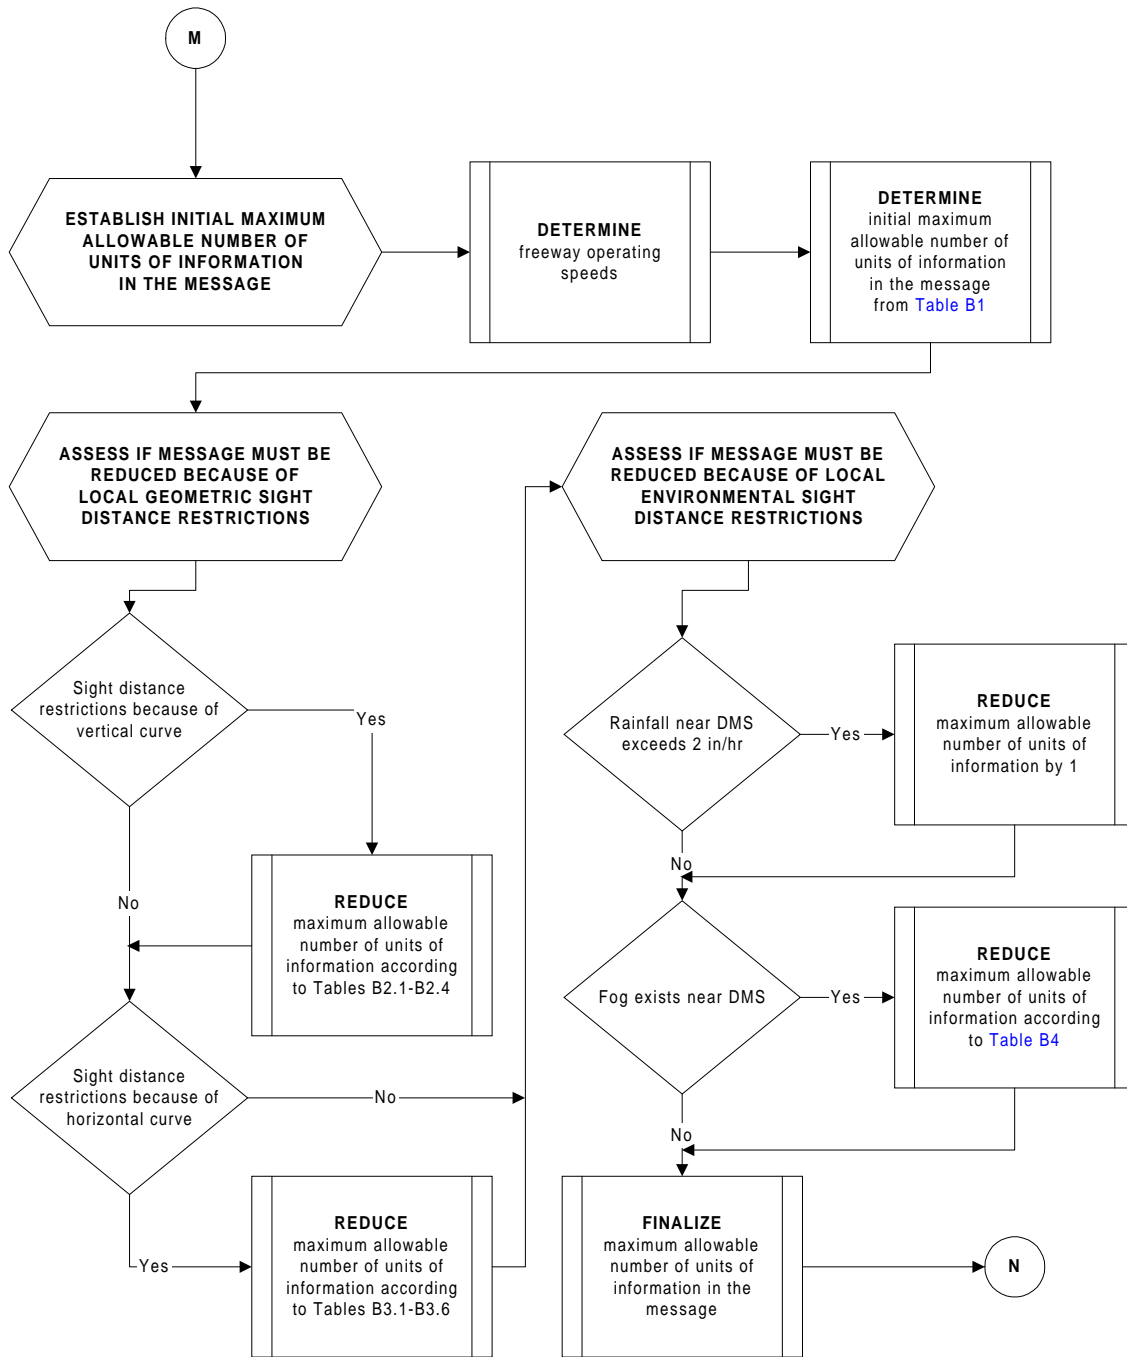 M
ESTABLISH INITIAL MAXIMUM
ALLOWABLE NUMBER OF
UNITS OF INFORMATION
IN THE MESSAGE
DETERMINE
freeway operating
speeds
DETERMINE
initial maximum
allowable number of
units of information
in the message
from Table B1
ASSESS IF MESSAGE MUST BE
REDUCED BECAUSE OF
LOCAL GEOMETRIC SIGHT
DISTANCE RESTRICTIONS
Sight distance
restrictions because of
vertical curve
Yes
No
REDUCE
maximum allowable
number of units of
information according
to Tables B2.1-B2.4
Sight distance
restrictions because of
horizontal curve
No
Yes
REDUCE
maximum allowable
number of units of
information according
to Tables B3.1-B3.6
ASSESS IF MESSAGE MUST BE
REDUCED BECAUSE OF LOCAL
ENVIRONMENTAL SIGHT
DISTANCE RESTRICTIONS
Rainfall near DMS
exceeds 2 in/hr
Yes
REDUCE
maximum allowable
number of units of
information by 1
No
Fog exists near DMS
Yes
REDUCE
maximum allowable
number of units of
information according
to Table B4
No
FINALIZE
maximum allowable
number of units of
information in the
message
N